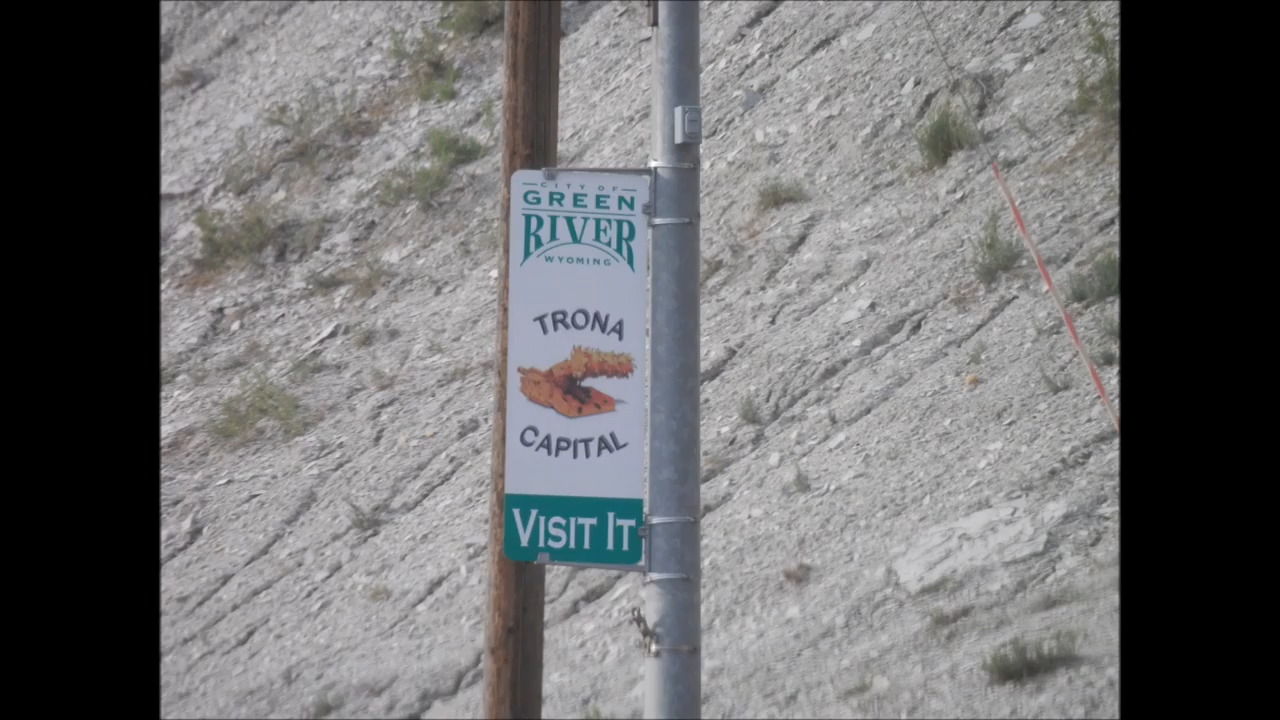 CITY OF
GREEN
RIVER
WYOMING
TRONA
CAPITAL
VISIT IT